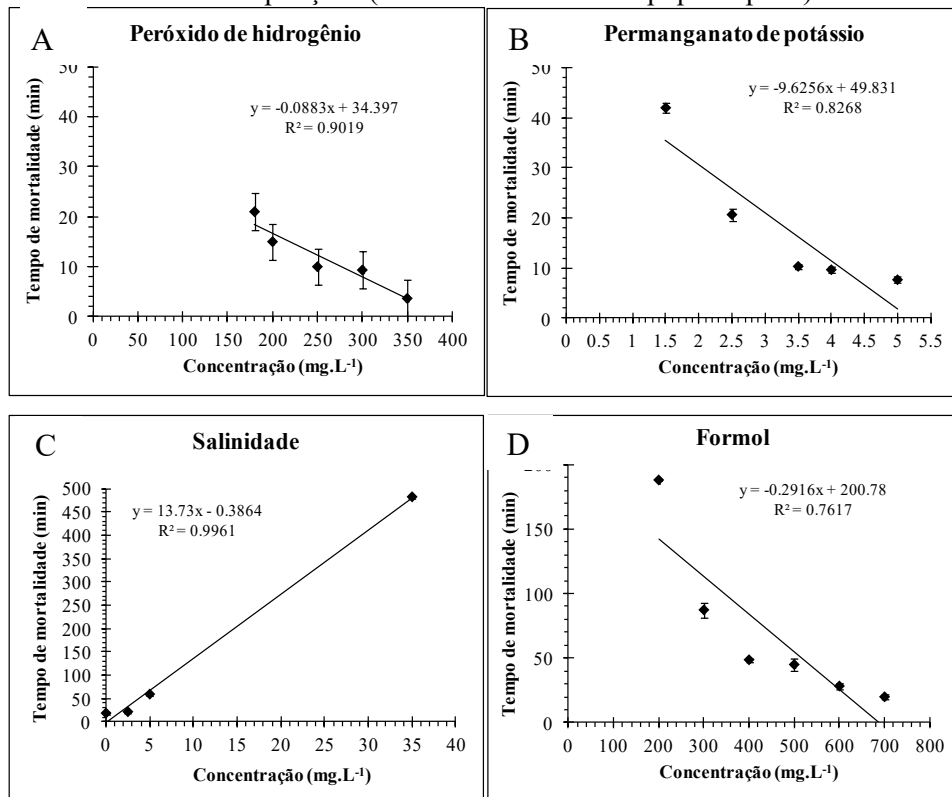 A
Peróxido de hidrogênio
Tempo de mortalidade (min)
50
40
30
20
10
0
y = -0.0883x + 34.397
R² = 0.9019
0 50 100 150 200 250 300 350 400
Concentração (mg.L⁻¹)
B
Permanganato de potássio
Tempo de mortalidade (min)
50
40
30
20
10
0
y = -9.6256x + 49.831
R² = 0.8268
0 0.5 1 1.5 2 2.5 3 3.5 4 4.5 5 5.5
Concentração (mg.L⁻¹)
C
Salinidade
Tempo de mortalidade (min)
500
450
400
350
300
250
200
150
100
50
0
y = 13.73x - 0.3864
R² = 0.9961
0 5 10 15 20 25 30 35 40
Concentração (mg.L⁻¹)
D
Formol
Tempo de mortalidade (min)
200
150
100
50
0
y = -0.2916x + 200.78
R² = 0.7617
0 100 200 300 400 500 600 700 800
Concentração (mg.L⁻¹)